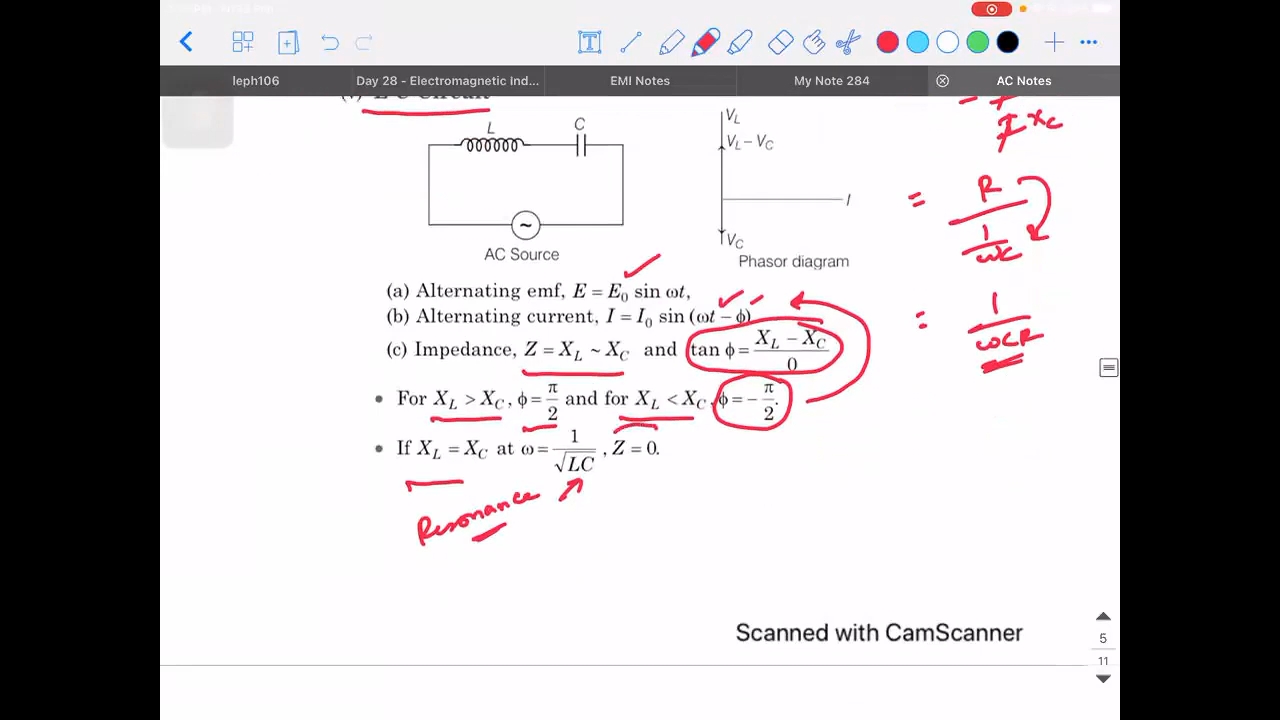 leph106
Day 28 - Electromagnetic Ind...
EMI Notes
My Note 284
AC Notes
L-C Circuit
L
C
AC Source
V_L
V_L – V_C
I
V_C
Phasor diagram
X_C
= R / (1/ωC)
= 1/ωCR
(a) Alternating emf, E = E₀ sin ωt,
(b) Alternating current, I = I₀ sin (ωt – ϕ)
(c) Impedance, Z = X_L ~ X_C and tan ϕ = (X_L – X_C)/0
• For X_L > X_C, ϕ = π/2 and for X_L < X_C, ϕ = – π/2.
• If X_L = X_C at ω = 1/√LC, Z = 0.
Resonance
Scanned with CamScanner
5
11